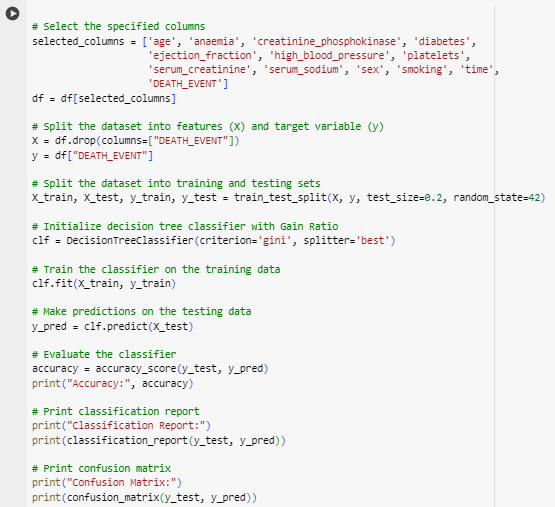 # Select the specified columns
selected_columns = ['age', 'anaemia', 'creatinine_phosphokinase', 'diabetes',
'ejection_fraction', 'high_blood_pressure', 'platelets',
'serum_creatinine', 'serum_sodium', 'sex', 'smoking', 'time',
'DEATH_EVENT']
df = df[selected_columns]
# Split the dataset into features (X) and target variable (y)
X = df.drop(columns=["DEATH_EVENT"])
y = df["DEATH_EVENT"]
# Split the dataset into training and testing sets
X_train, X_test, y_train, y_test = train_test_split(X, y, test_size=0.2, random_state=42)
# Initialize decision tree classifier with Gain Ratio
clf = DecisionTreeClassifier(criterion='gini', splitter='best')
# Train the classifier on the training data
clf.fit(X_train, y_train)
# Make predictions on the testing data
y_pred = clf.predict(X_test)
# Evaluate the classifier
accuracy = accuracy_score(y_test, y_pred)
print("Accuracy:", accuracy)
# Print classification report
print("Classification Report:")
print(classification_report(y_test, y_pred))
# Print confusion matrix
print("Confusion Matrix:")
print(confusion_matrix(y_test, y_pred))